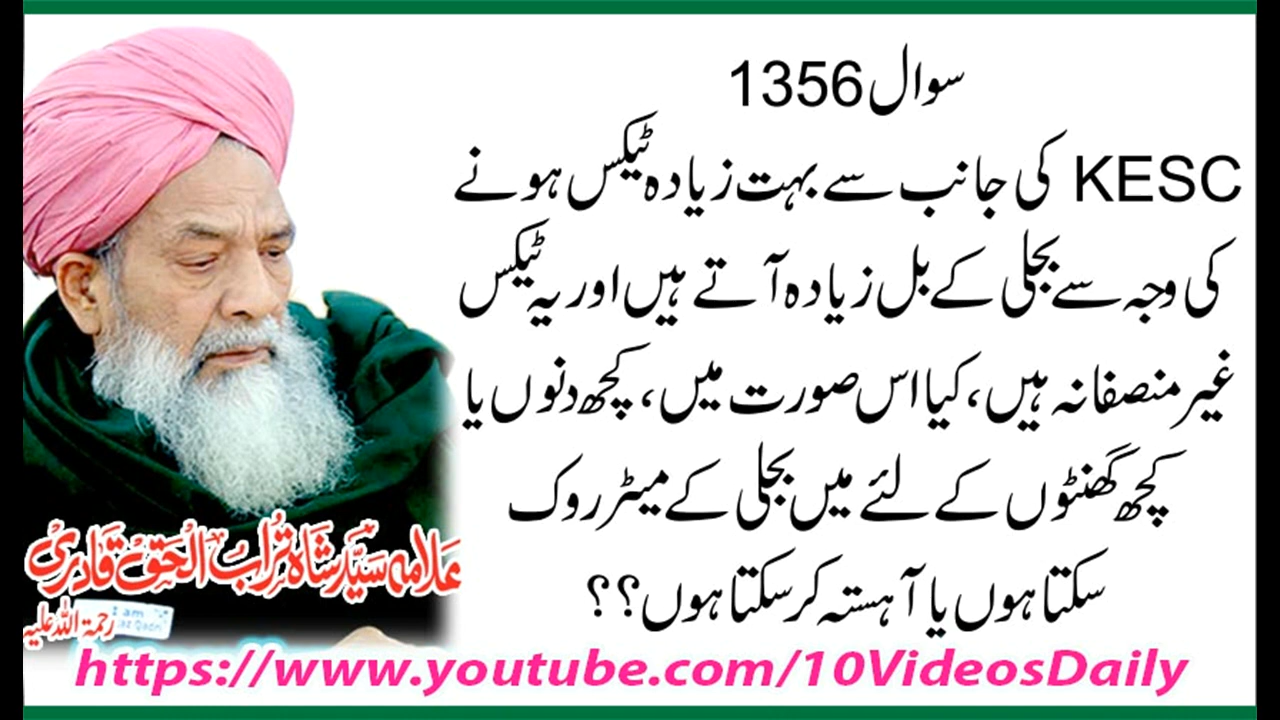 سوال 1356
KESC کی جانب سے بہت زیادہ ٹیکس ہونے
کی وجہ سے بجلی کے بل زیادہ آتے ہیں اور یہ ٹیکس
غیر منصفانہ ہیں، کیا اس صورت میں، کچھ دنوں یا
کچھ گھنٹوں کے لئے میں بجلی کے میٹر روک
سکتا ہوں یا آہستہ کر سکتا ہوں؟؟
علامہ سید شاہ تراب الحق قادری
رحمۃ اللہ علیہ
I am
az Qadri
https://www.youtube.com/10VideosDaily